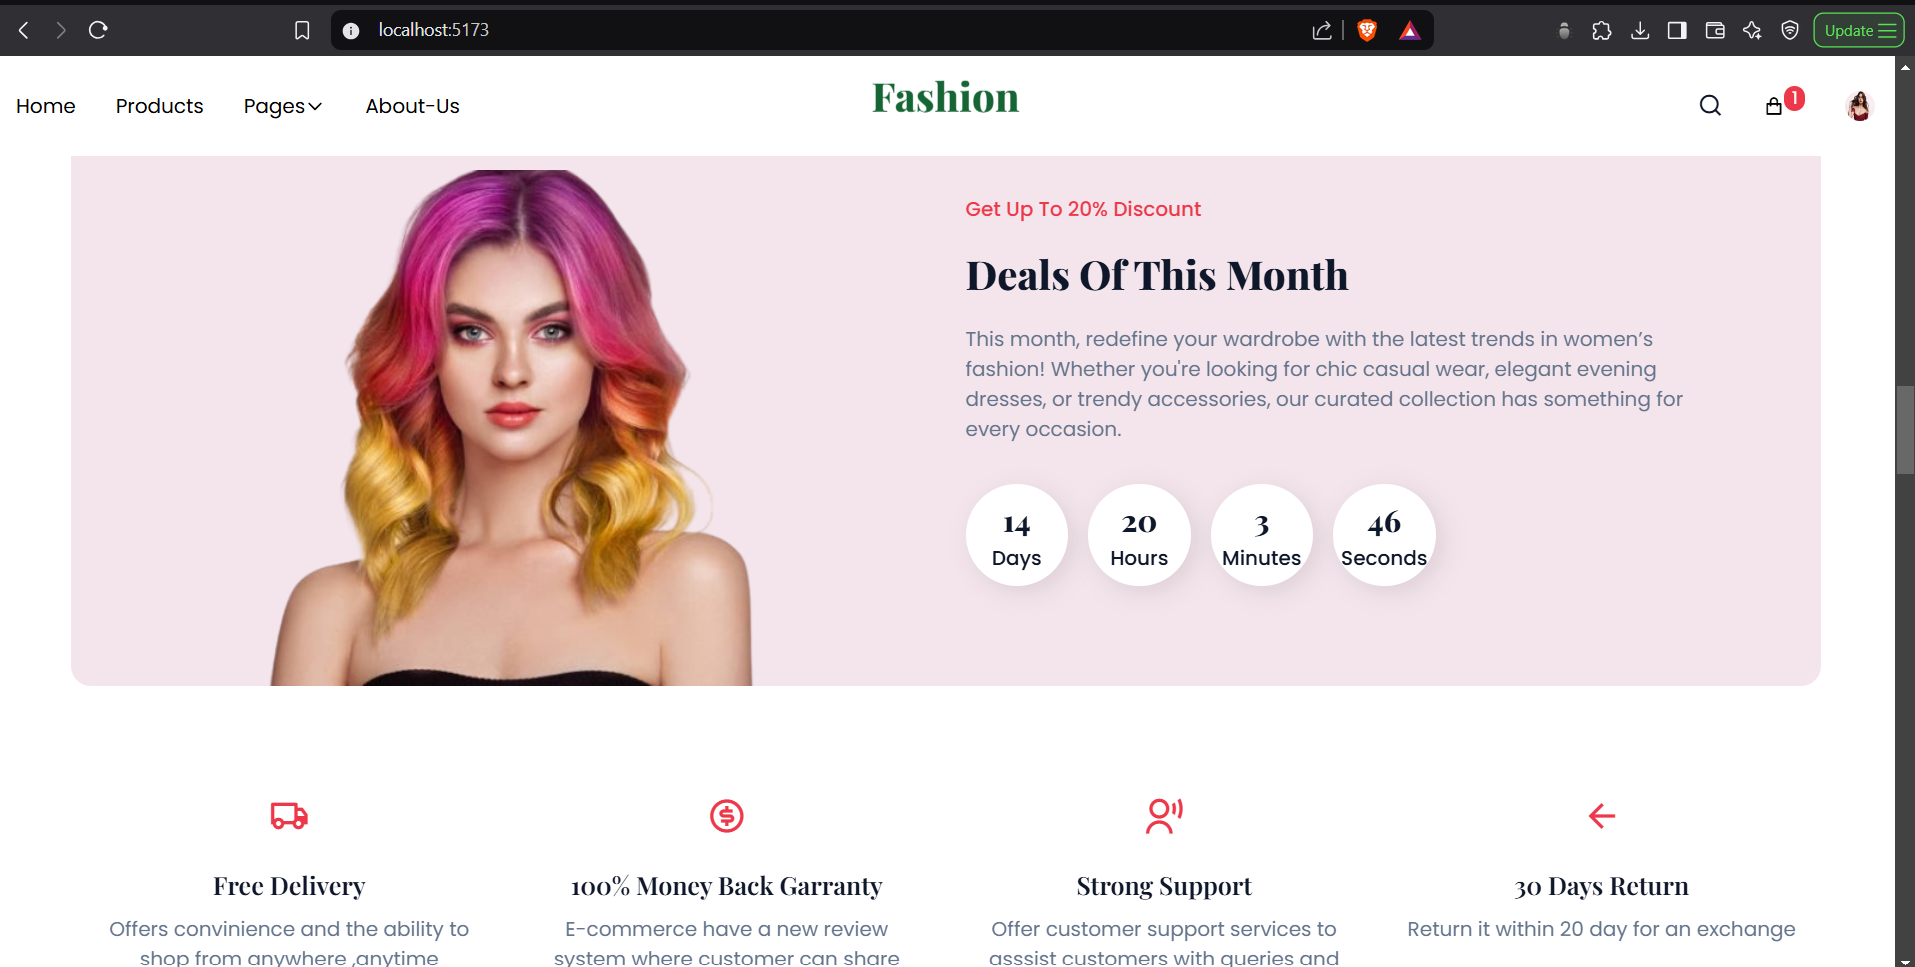 localhost:5173
Update
Home Products Pages About-Us
Fashion
1
Get Up To 20% Discount
Deals Of This Month
This month, redefine your wardrobe with the latest trends in women’s
fashion! Whether you're looking for chic casual wear, elegant evening
dresses, or trendy accessories, our curated collection has something for
every occasion.
14 20 3 46
Days Hours Minutes Seconds
Free Delivery
Offers convinience and the ability to
shop from anywhere ,anytime
100% Money Back Garranty
E-commerce have a new review
system where customer can share
Strong Support
Offer customer support services to
asssist customers with queries and
30 Days Return
Return it within 20 day for an exchange